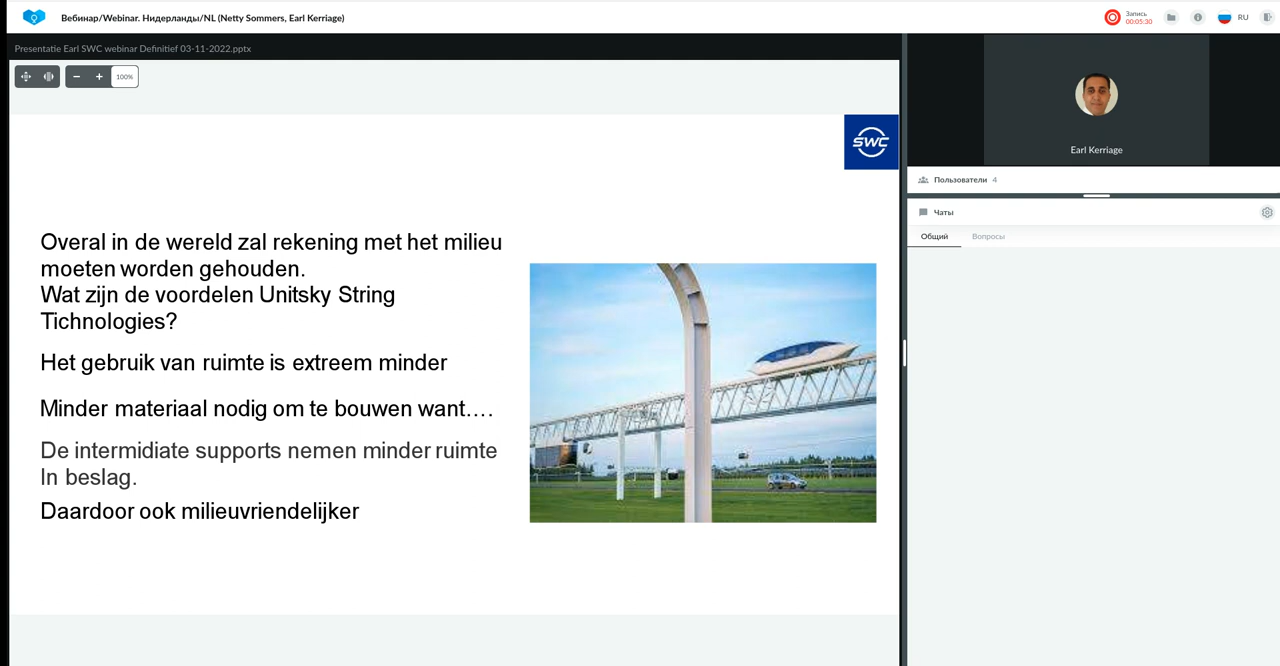 Вебинар/Webinar. Нидерланды/NL (Netty Sommers, Earl Kerriage)
Запись
00:05:30
RU
Presentatie Earl SWC webinar Definitief 03-11-2022.pptx
100%
SWC
Overal in de wereld zal rekening met het milieu
moeten worden gehouden.
Wat zijn de voordelen Unitsky String
Tichnologies?
Het gebruik van ruimte is extreem minder
Minder materiaal nodig om te bouwen want….
De intermidiate supports nemen minder ruimte
In beslag.
Daardoor ook milieuvriendelijker
Earl Kerriage
Пользователи 4
Чаты
Общий
Вопросы